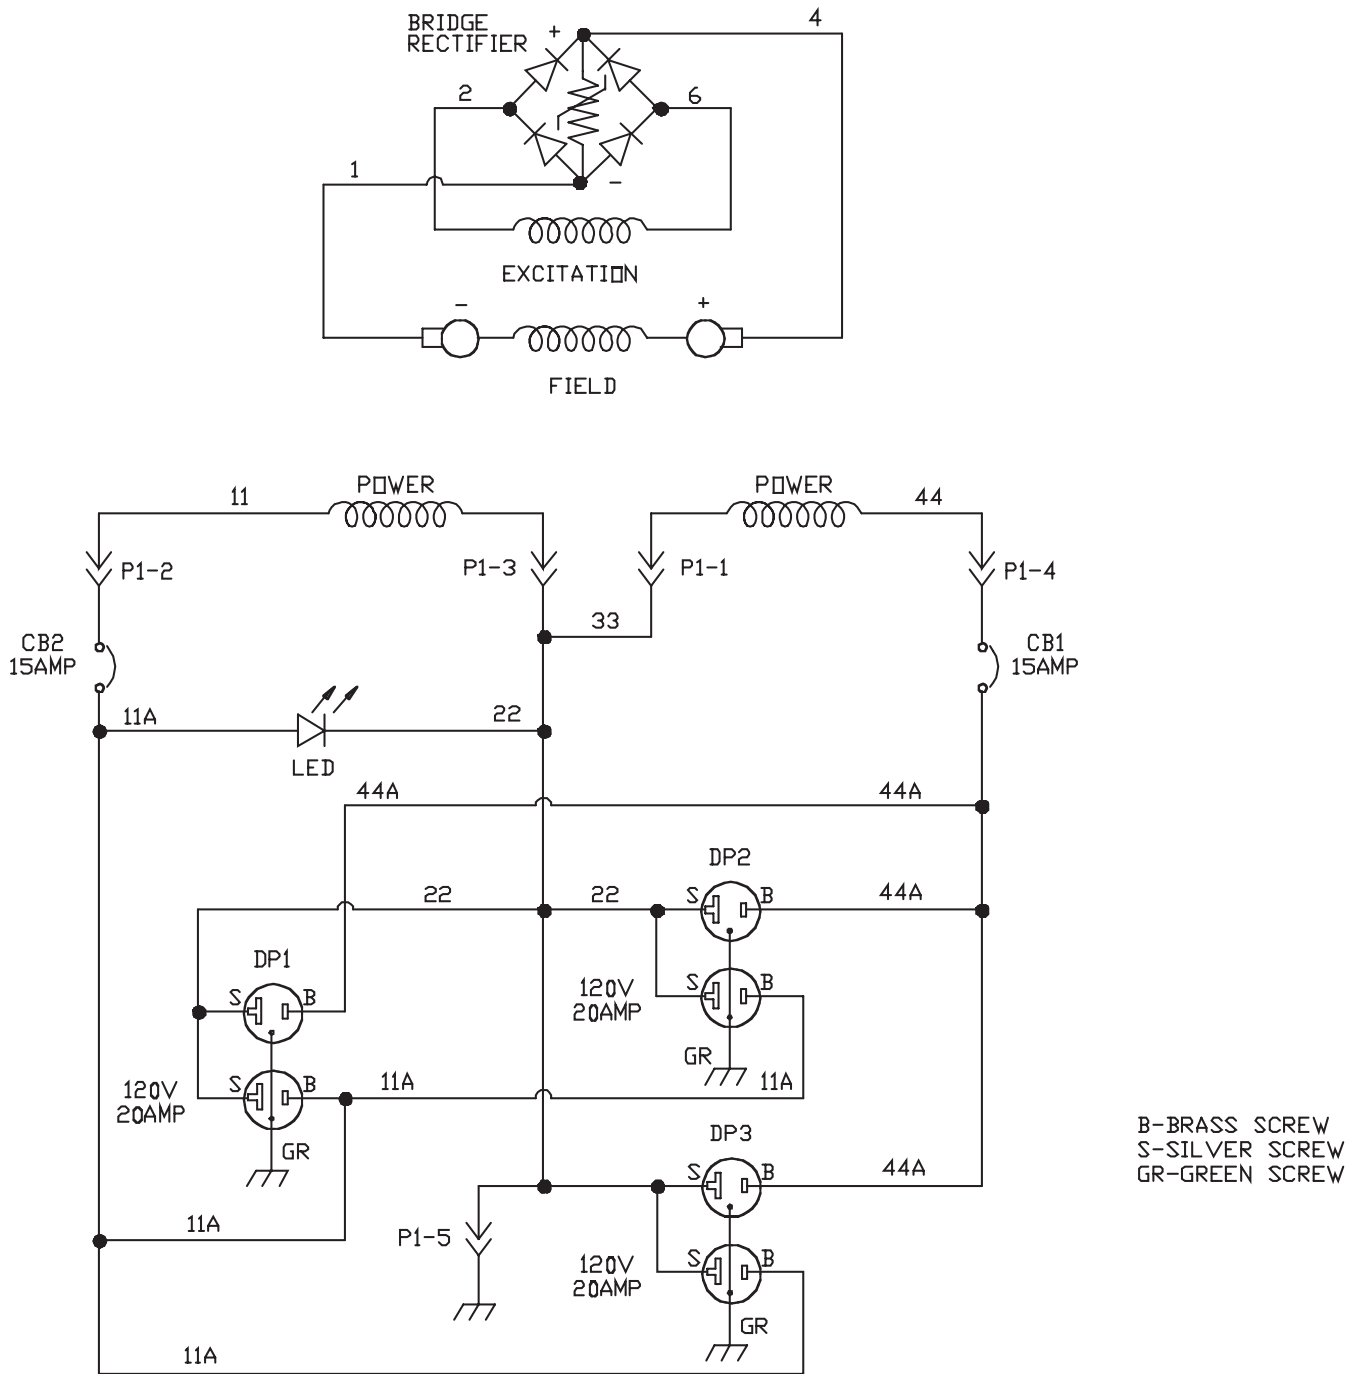 BRIDGE
RECTIFIER
+
4
2
6
1
-
EXCITATION
-
+
FIELD
11
POWER
POWER
44
P1-2
P1-3
P1-1
P1-4
33
CB2
15AMP
CB1
15AMP
11A
22
LED
44A
44A
DP2
22
22
S
B
44A
DP1
S
B
S
B
120V
20AMP
GR
S
B
11A
11A
120V
20AMP
GR
DP3
S
B
44A
B-BRASS SCREW
S-SILVER SCREW
GR-GREEN SCREW
11A
P1-5
S
B
120V
20AMP
GR
11A